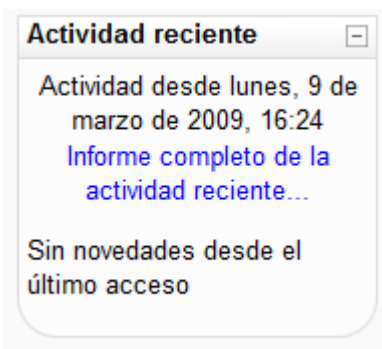 Actividad reciente
Actividad desde lunes, 9 de
marzo de 2009, 16:24
Informe completo de la
actividad reciente...
Sin novedades desde el
último acceso